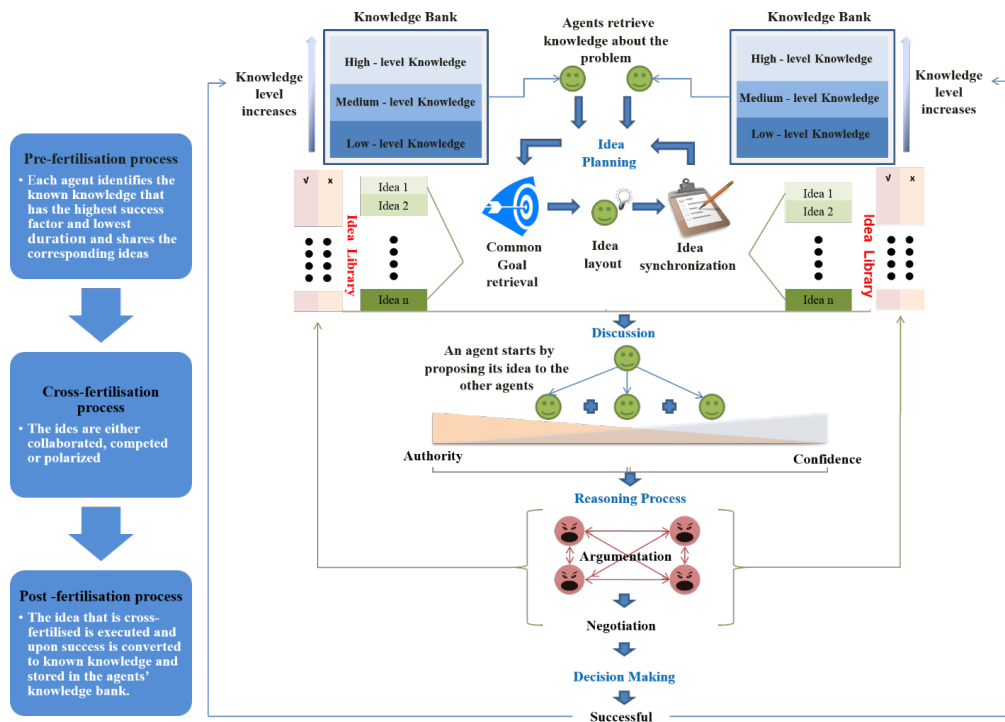 Pre-fertilisation process
• Each agent identifies the
known knowledge that
has the highest success
factor and lowest
duration and shares the
corresponding ideas
Cross-fertilisation
process
• The ides are either
collaborated, competed
or polarized
Post -fertilisation process
• The idea that is cross-
fertilised is executed and
upon success is converted
to known knowledge and
stored in the agents'
knowledge bank.
Knowledge Bank
High - level Knowledge
Medium - level Knowledge
Low - level Knowledge
Knowledge
level
increases
Agents retrieve
knowledge about the
problem
Knowledge Bank
High - level Knowledge
Medium - level Knowledge
Low - level Knowledge
Knowledge
level
increases
Idea
Planning
√ x
Idea Library
Idea 1
Idea 2
Idea n
Common
Goal
retrieval
Idea
layout
Idea
synchronization
Idea 1
Idea 2
Idea n
Idea Library
√ x
Discussion
An agent starts by
proposing its idea to the
other agents
Authority
Confidence
Reasoning Process
Argumentation
Negotiation
Decision Making
Successful